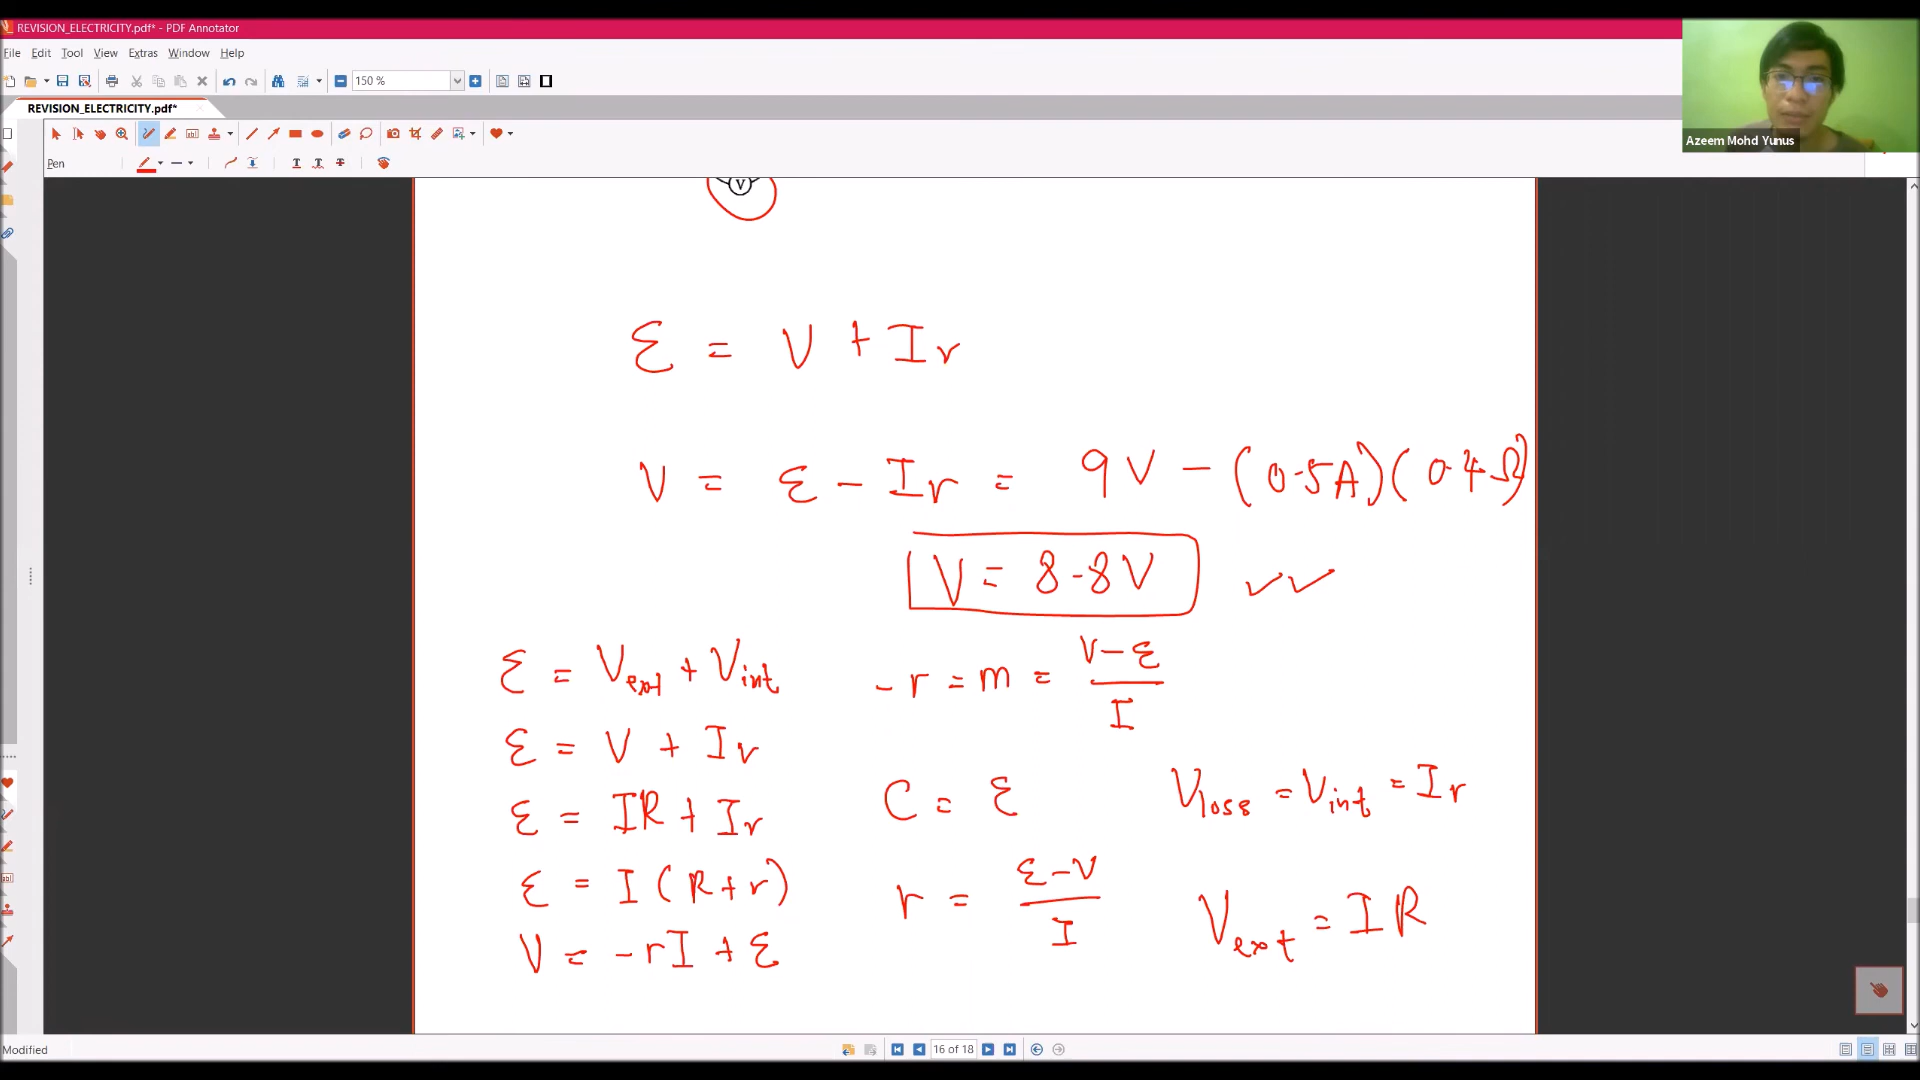 REVISION_ELECTRICITY.pdf* - PDF Annotator
File Edit Tool View Extras Window Help
150 %
REVISION_ELECTRICITY.pdf*
Pen
Azeem Mohd Yunus
V
Ɛ = V + Ir
V = Ɛ - Ir = 9V - (0.5A)(0.4Ω)
V = 8.8V ✓✓
Ɛ = Vext + Vint
Ɛ = V + Ir
Ɛ = IR + Ir
Ɛ = I(R+r)
V = -rI + Ɛ
-r = m = (V-Ɛ)/I
C = Ɛ
r = (Ɛ-V)/I
Vloss = Vint = Ir
Vext = IR
Modified
16 of 18